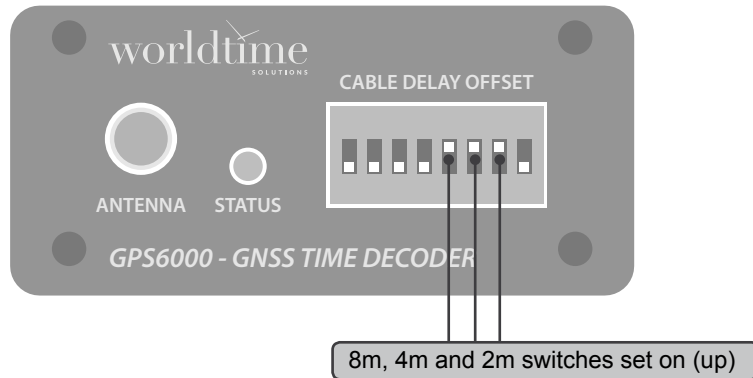 worldtime
SOLUTIONS
CABLE DELAY OFFSET
ANTENNA STATUS
GPS6000 - GNSS TIME DECODER
8m, 4m and 2m switches set on (up)